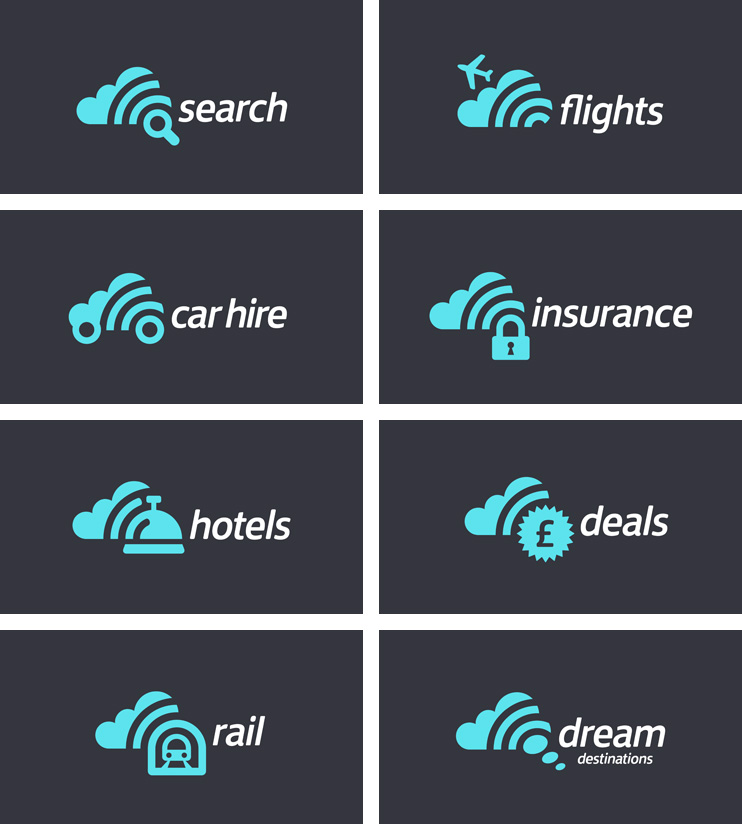 search
flights
car hire
insurance
hotels
£
deals
rail
dream
destinations